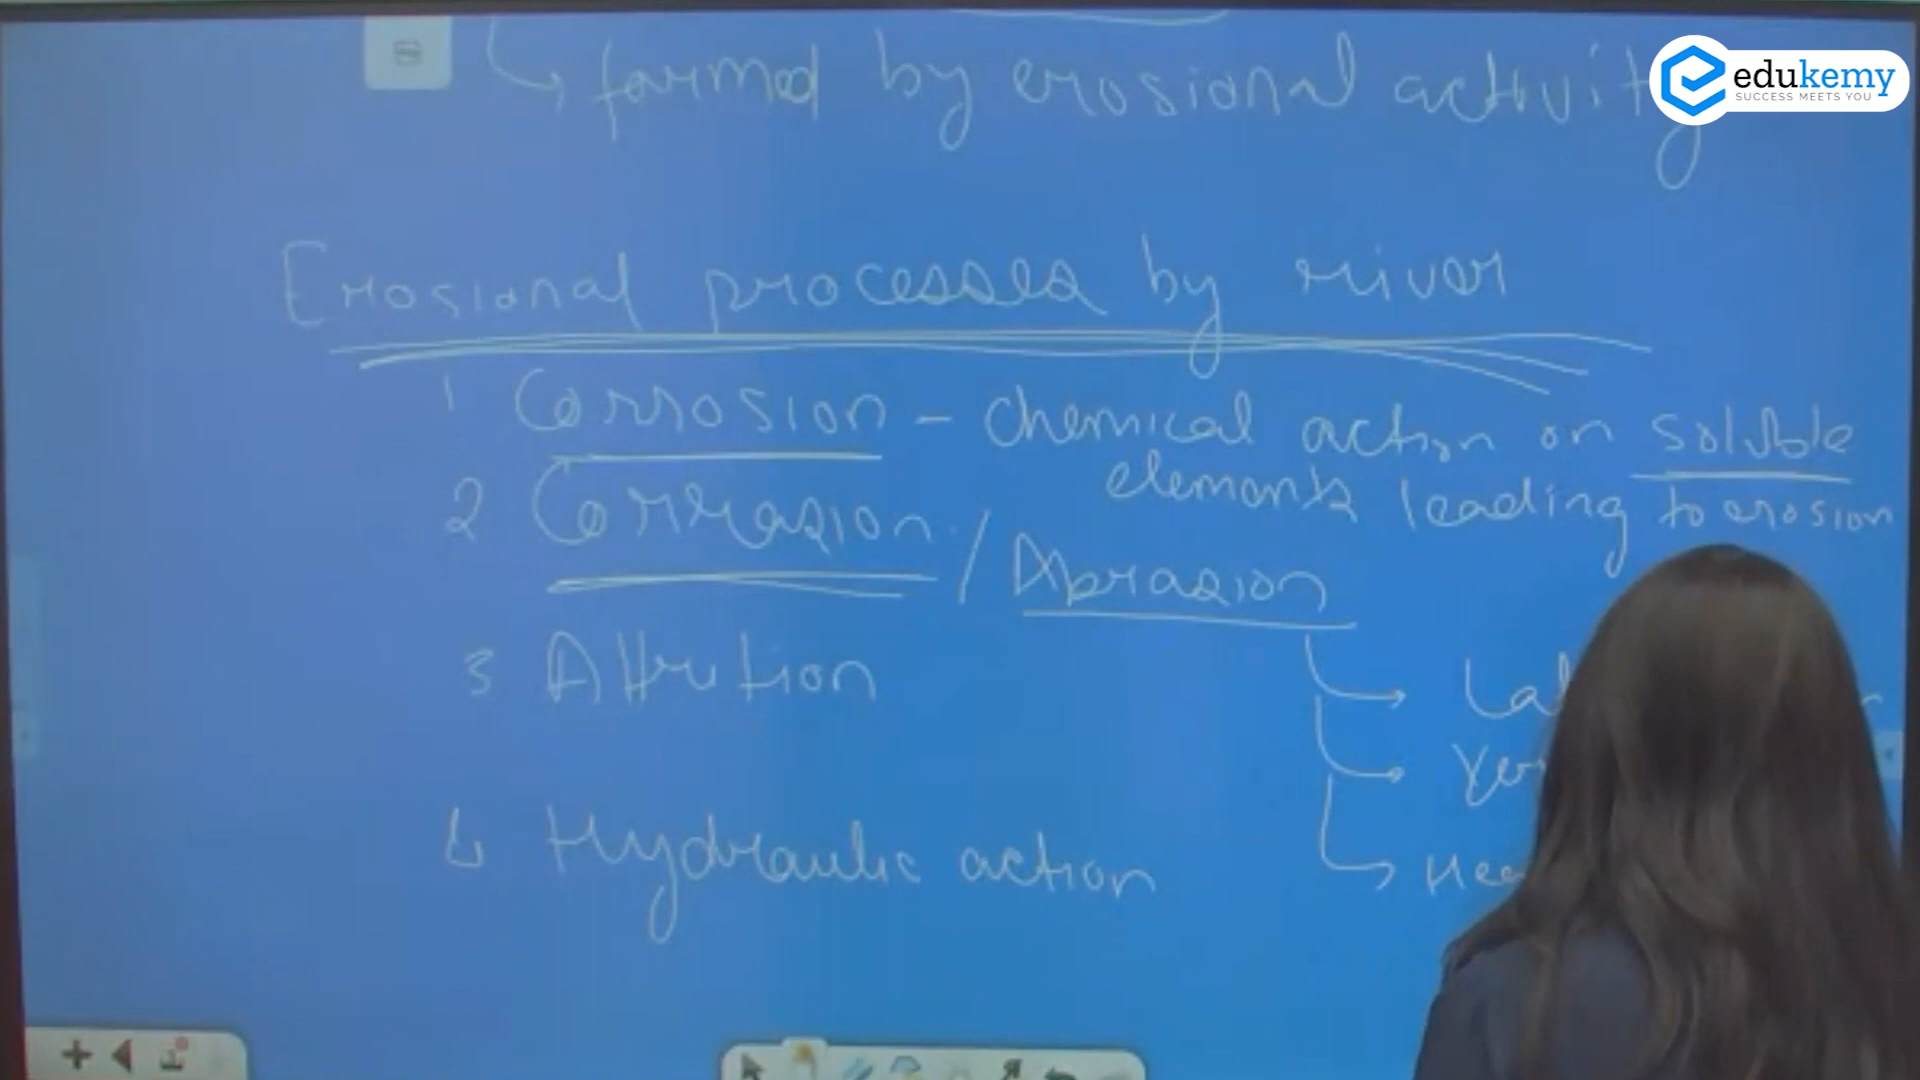 ↳ formed by erosional activity
edukemy
SUCCESS MEETS YOU
Erosional processes by river
1 Corrosion – chemical action on soluble
elements leading to erosion
2 Corrasion / Abrasion
3 Attrution
4 Hydraulic action